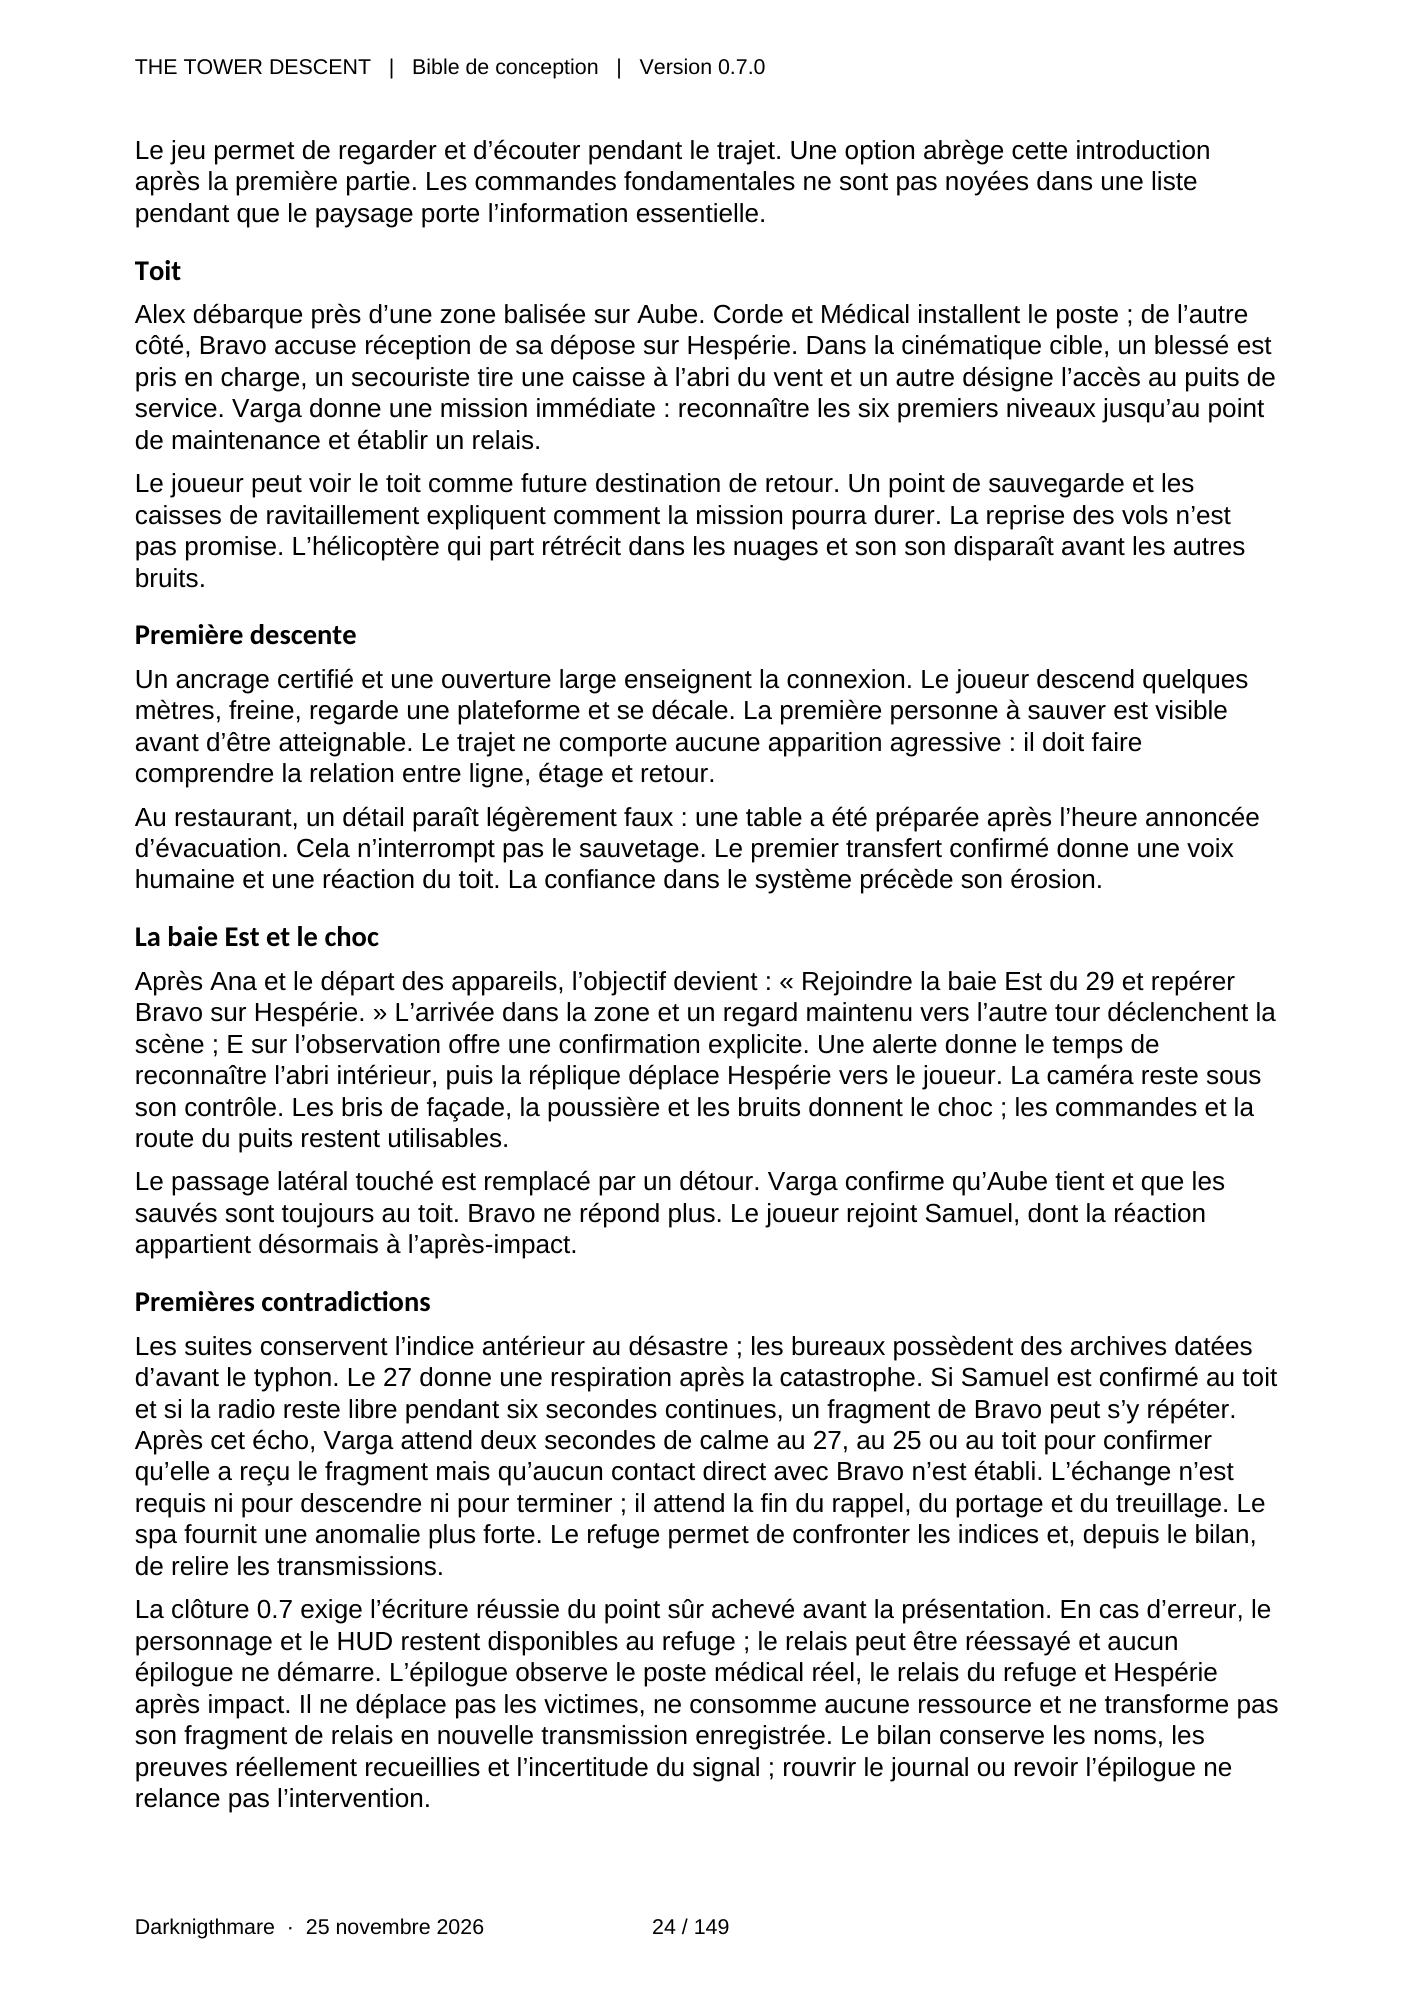 THE TOWER DESCENT | Bible de conception | Version 0.7.0
Le jeu permet de regarder et d’écouter pendant le trajet. Une option abrège cette introduction
après la première partie. Les commandes fondamentales ne sont pas noyées dans une liste
pendant que le paysage porte l’information essentielle.
Toit
Alex débarque près d’une zone balisée sur Aube. Corde et Médical installent le poste ; de l’autre
côté, Bravo accuse réception de sa dépose sur Hespérie. Dans la cinématique cible, un blessé est
pris en charge, un secouriste tire une caisse à l’abri du vent et un autre désigne l’accès au puits de
service. Varga donne une mission immédiate : reconnaître les six premiers niveaux jusqu’au point
de maintenance et établir un relais.
Le joueur peut voir le toit comme future destination de retour. Un point de sauvegarde et les
caisses de ravitaillement expliquent comment la mission pourra durer. La reprise des vols n’est
pas promise. L’hélicoptère qui part rétrécit dans les nuages et son son disparaît avant les autres
bruits.
Première descente
Un ancrage certifié et une ouverture large enseignent la connexion. Le joueur descend quelques
mètres, freine, regarde une plateforme et se décale. La première personne à sauver est visible
avant d’être atteignable. Le trajet ne comporte aucune apparition agressive : il doit faire
comprendre la relation entre ligne, étage et retour.
Au restaurant, un détail paraît légèrement faux : une table a été préparée après l’heure annoncée
d’évacuation. Cela n’interrompt pas le sauvetage. Le premier transfert confirmé donne une voix
humaine et une réaction du toit. La confiance dans le système précède son érosion.
La baie Est et le choc
Après Ana et le départ des appareils, l’objectif devient : « Rejoindre la baie Est du 29 et repérer
Bravo sur Hespérie. » L’arrivée dans la zone et un regard maintenu vers l’autre tour déclenchent la
scène ; E sur l’observation offre une confirmation explicite. Une alerte donne le temps de
reconnaître l’abri intérieur, puis la réplique déplace Hespérie vers le joueur. La caméra reste sous
son contrôle. Les bris de façade, la poussière et les bruits donnent le choc ; les commandes et la
route du puits restent utilisables.
Le passage latéral touché est remplacé par un détour. Varga confirme qu’Aube tient et que les
sauvés sont toujours au toit. Bravo ne répond plus. Le joueur rejoint Samuel, dont la réaction
appartient désormais à l’après-impact.
Premières contradictions
Les suites conservent l’indice antérieur au désastre ; les bureaux possèdent des archives datées
d’avant le typhon. Le 27 donne une respiration après la catastrophe. Si Samuel est confirmé au toit
et si la radio reste libre pendant six secondes continues, un fragment de Bravo peut s’y répéter.
Après cet écho, Varga attend deux secondes de calme au 27, au 25 ou au toit pour confirmer
qu’elle a reçu le fragment mais qu’aucun contact direct avec Bravo n’est établi. L’échange n’est
requis ni pour descendre ni pour terminer ; il attend la fin du rappel, du portage et du treuillage. Le
spa fournit une anomalie plus forte. Le refuge permet de confronter les indices et, depuis le bilan,
de relire les transmissions.
La clôture 0.7 exige l’écriture réussie du point sûr achevé avant la présentation. En cas d’erreur, le
personnage et le HUD restent disponibles au refuge ; le relais peut être réessayé et aucun
épilogue ne démarre. L’épilogue observe le poste médical réel, le relais du refuge et Hespérie
après impact. Il ne déplace pas les victimes, ne consomme aucune ressource et ne transforme pas
son fragment de relais en nouvelle transmission enregistrée. Le bilan conserve les noms, les
preuves réellement recueillies et l’incertitude du signal ; rouvrir le journal ou revoir l’épilogue ne
relance pas l’intervention.
Darknigthmare · 25 novembre 2026 24 / 149